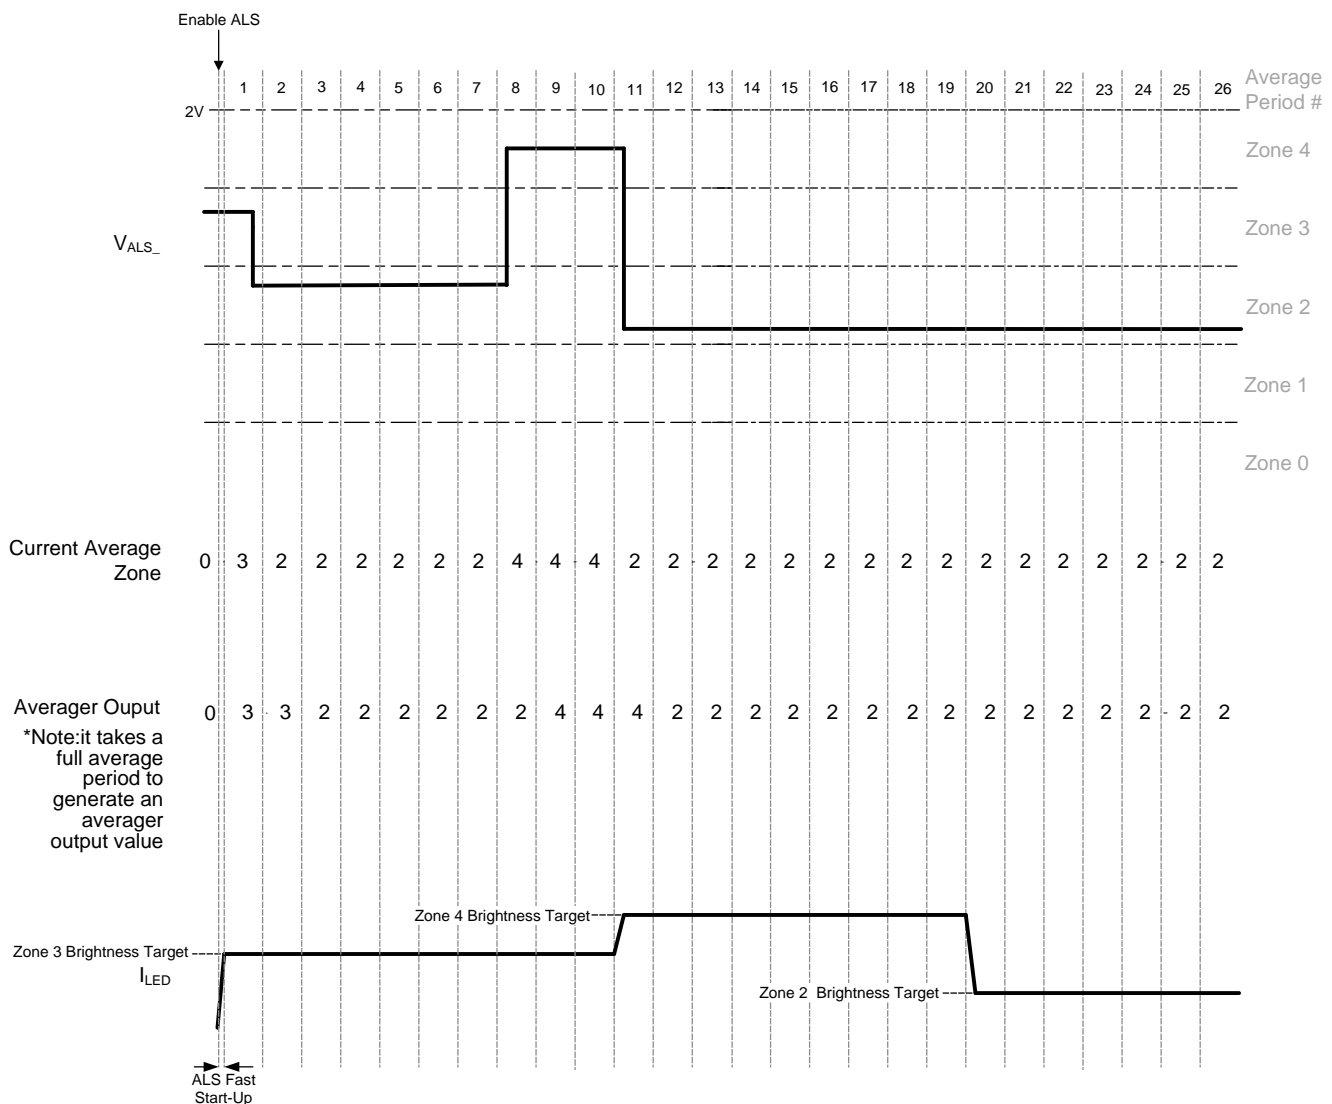 Enable ALS
1 2 3 4 5 6 7 8 9 10 11 12 13 14 15 16 17 18 19 20 21 22 23 24 25 26
Average
Period #
2V
Zone 4
Zone 3
VALS_
Zone 2
Zone 1
Zone 0
Current Average
Zone
0 3 2 2 2 2 2 2 4 4 4 2 2 2 2 2 2 2 2 2 2 2 2 2 2 2 2
Averager Ouput
0 3 3 2 2 2 2 2 2 4 4 4 2 2 2 2 2 2 2 2 2 2 2 2 2 2 2
*Note:it takes a
full average
period to
generate an
averager
output value
Zone 4 Brightness Target
Zone 3 Brightness Target
ILED
Zone 2 Brightness Target
ALS Fast
Start-Up